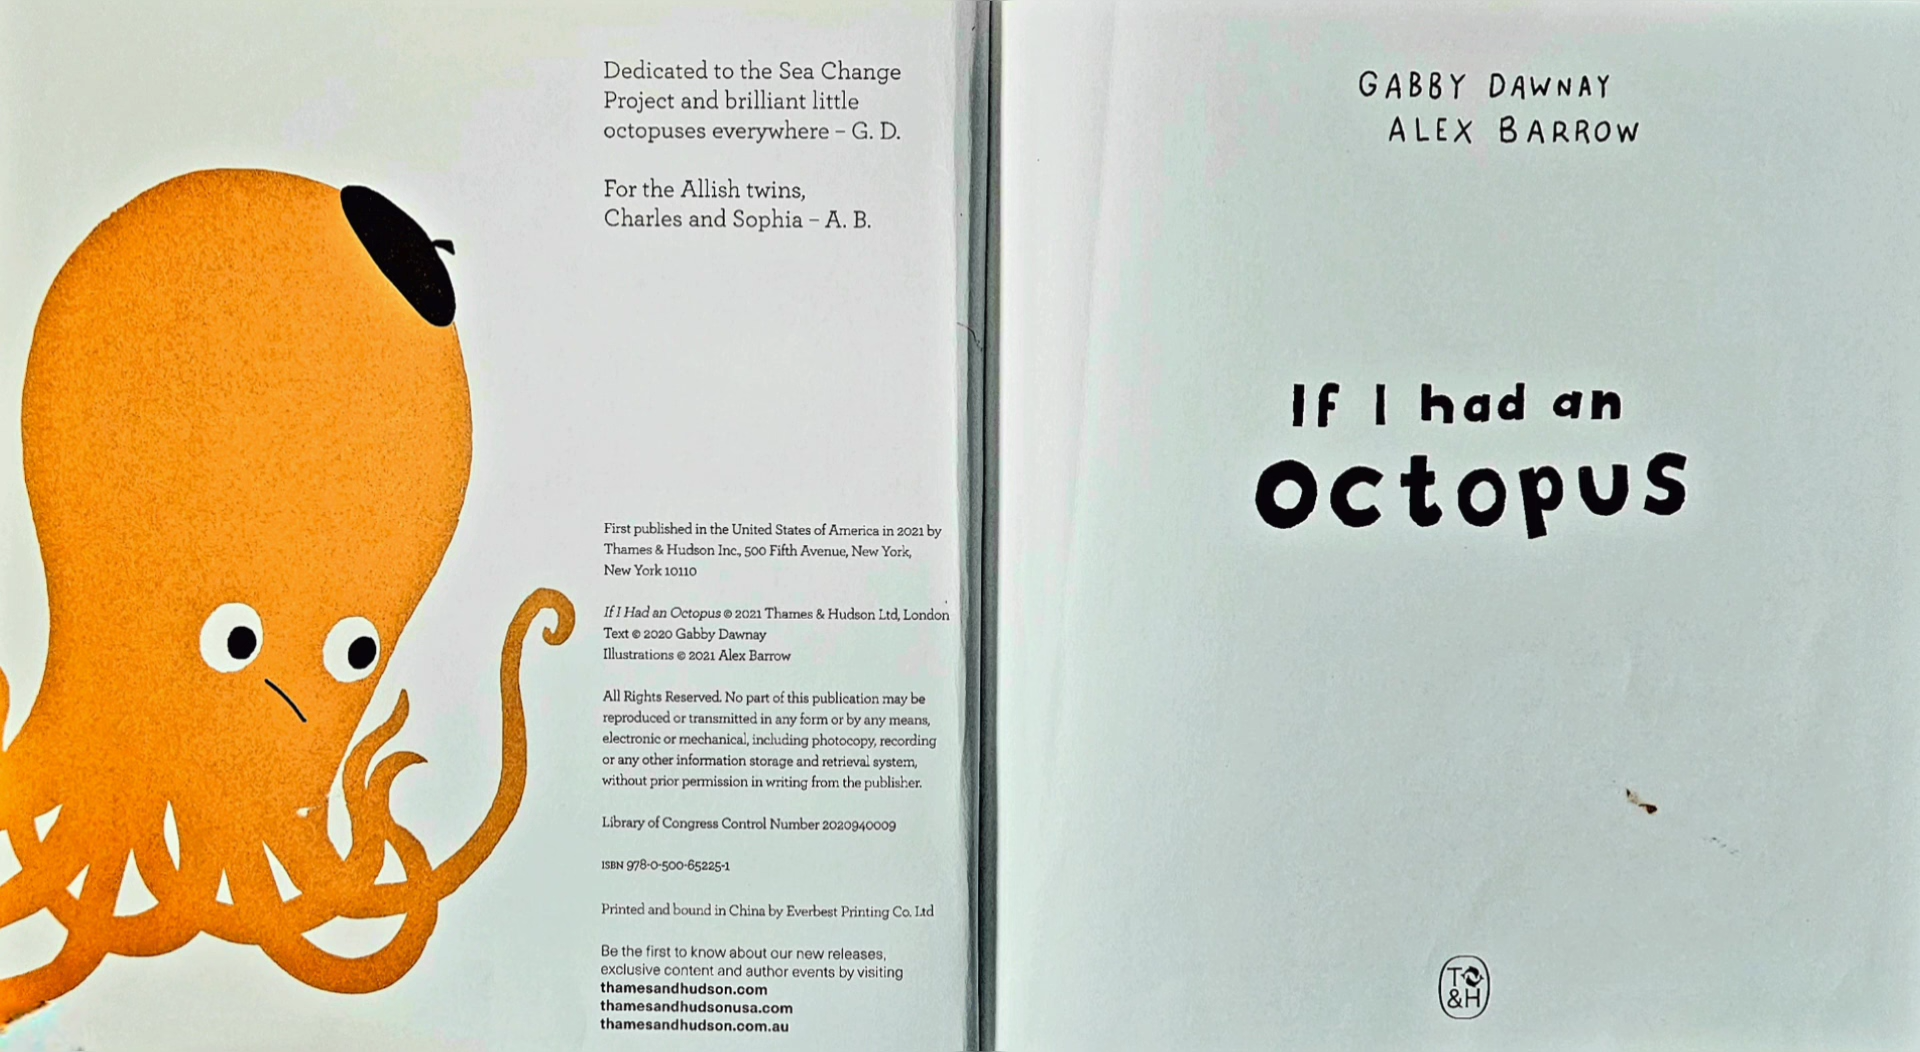 Dedicated to the Sea Change
Project and brilliant little
octopuses everywhere – G. D.
For the Allish twins,
Charles and Sophia – A. B.
First published in the United States of America in 2021 by
Thames & Hudson Inc., 500 Fifth Avenue, New York,
New York 10110
If I Had an Octopus © 2021 Thames & Hudson Ltd, London
Text © 2020 Gabby Dawnay
Illustrations © 2021 Alex Barrow
All Rights Reserved. No part of this publication may be
reproduced or transmitted in any form or by any means,
electronic or mechanical, including photocopy, recording
or any other information storage and retrieval system,
without prior permission in writing from the publisher.
Library of Congress Control Number 2020940009
ISBN 978-0-500-65225-1
Printed and bound in China by Everbest Printing Co. Ltd
Be the first to know about our new releases,
exclusive content and author events by visiting
thamesandhudson.com
thamesandhudsonusa.com
thamesandhudson.com.au
GABBY DAWNAY
ALEX BARROW
If I had an
octopus
T
&H